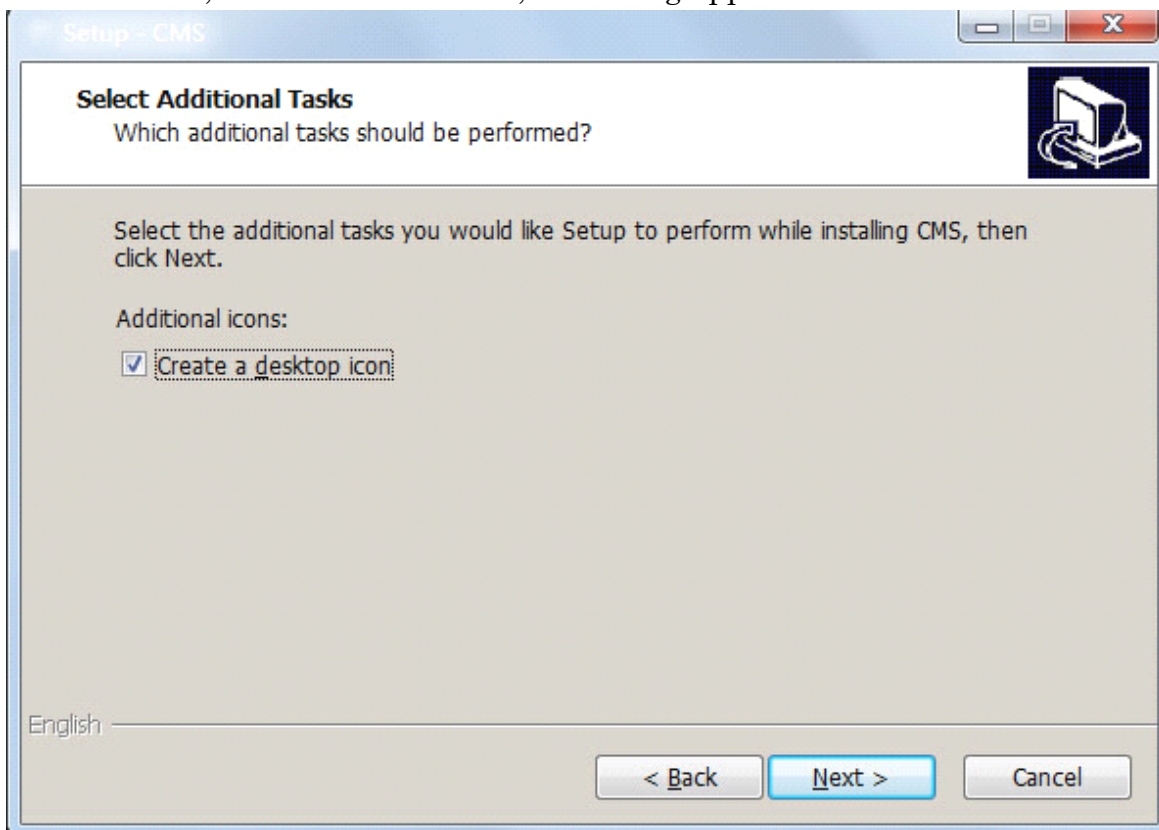 Setup - CMS
Select Additional Tasks
Which additional tasks should be performed?
Select the additional tasks you would like Setup to perform while installing CMS, then
click Next.
Additional icons:
Create a desktop icon
English
< Back Next > Cancel